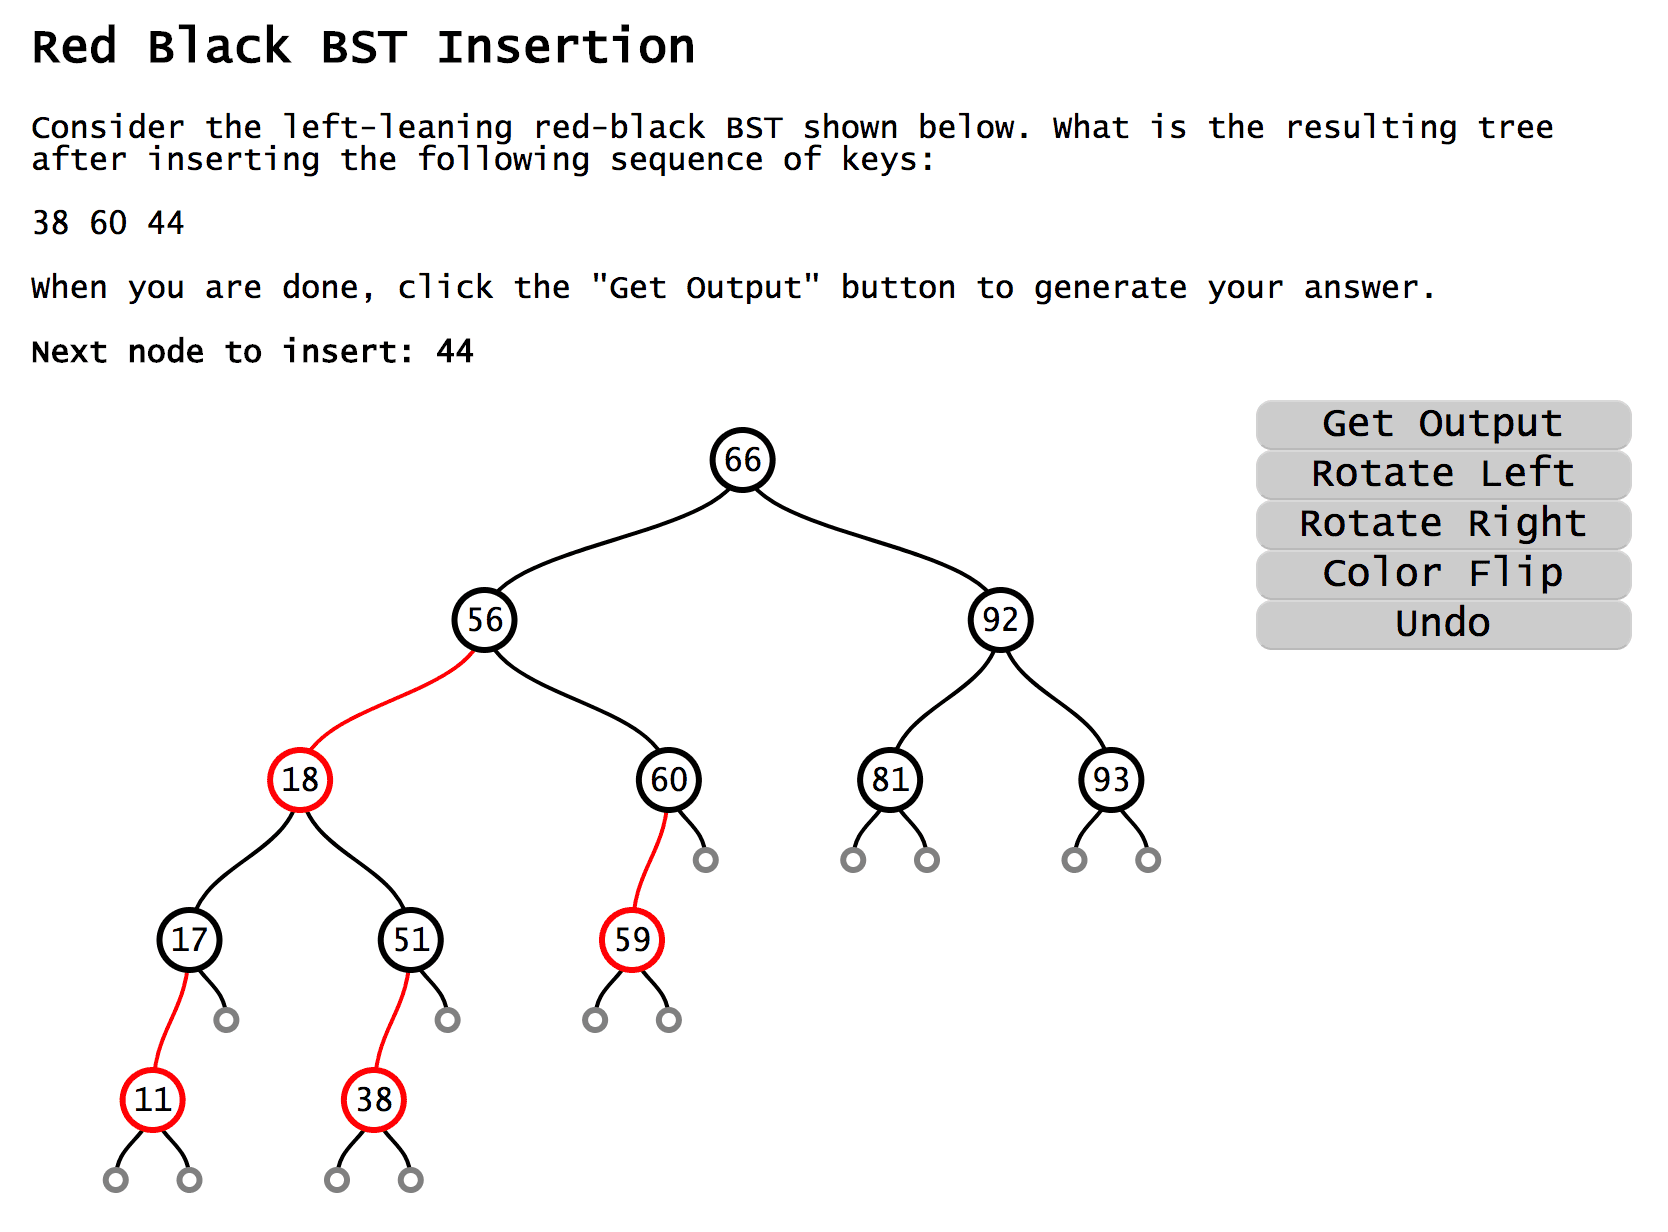 Red Black BST Insertion
Consider the left-leaning red-black BST shown below. What is the resulting tree
after inserting the following sequence of keys:
38 60 44
When you are done, click the "Get Output" button to generate your answer.
Next node to insert: 44
Get Output
Rotate Left
Rotate Right
Color Flip
Undo
66
56
92
18
60
81
93
17
51
59
11
38